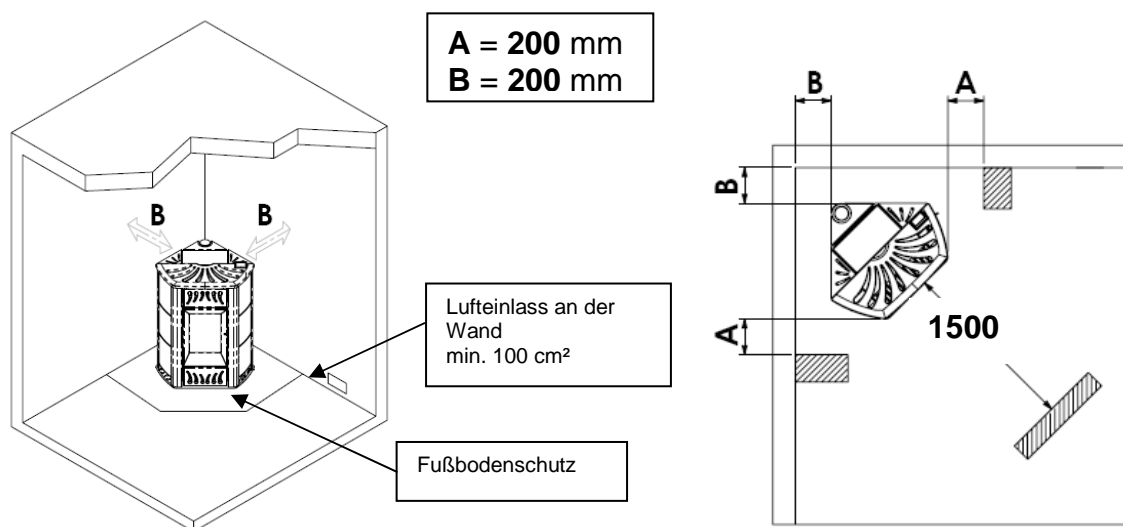 A = 200 mm
B = 200 mm
B
B
Lufteinlass an der
Wand
min. 100 cm²
Fußbodenschutz
B
A
B
A
1500